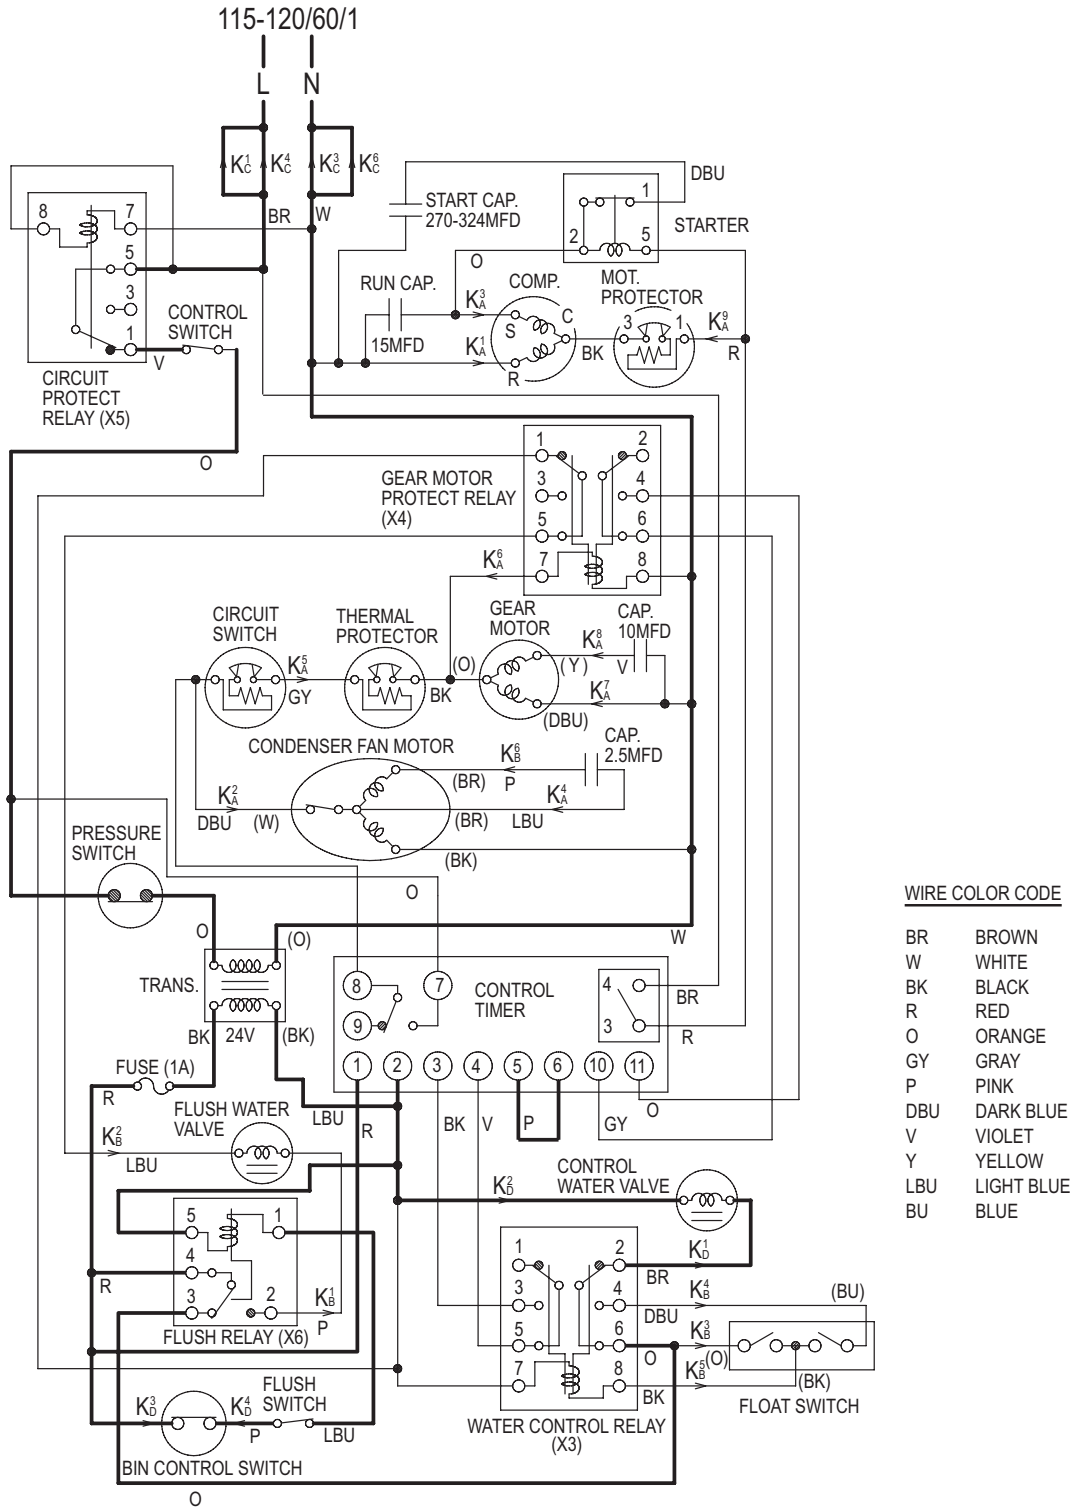 115-120/60/1
L N
K1C K4C K3C K6C
BR W
8 7
5
3
1
V
CONTROL
SWITCH
CIRCUIT
PROTECT
RELAY (X5)
O
START CAP.
270-324MFD
DBU
1
2 5
STARTER
O
RUN CAP.
15MFD
K3A
K1A
COMP.
S C
R
BK
MOT.
PROTECTOR
3 1
K9A
R
GEAR MOTOR
PROTECT RELAY
(X4)
1 2
3 4
5 6
7 8
K6A
CIRCUIT
SWITCH
K5A
GY
THERMAL
PROTECTOR
BK
(O)
GEAR
MOTOR
(Y)
(DBU)
K8A
V
K7A
CAP.
10MFD
CONDENSER FAN MOTOR
K2A
DBU
(W)
(BR)
(BR)
(BK)
K6B
P
K4A
LBU
CAP.
2.5MFD
PRESSURE
SWITCH
O
O
(O)
W
TRANS.
BK
24V
(BK)
CONTROL
TIMER
8 7
9
4 BR
3 R
1 2 3 4 5 6 10 11
FUSE (1A)
R
LBU
R
BK V P GY O
FLUSH WATER
VALVE
K2B
LBU
CONTROL
WATER VALVE
K2D
5 1
4
3 2
R
K1B
P
FLUSH RELAY (X6)
1 2
3 4
5 6
7 8
K1D
BR
K4B
DBU
K3B
O
(O)
K5B
BK
(BU)
(BK)
FLOAT SWITCH
WATER CONTROL RELAY
(X3)
FLUSH
SWITCH
K3D K4D
P
LBU
BIN CONTROL SWITCH
O
WIRE COLOR CODE
BR BROWN
W WHITE
BK BLACK
R RED
O ORANGE
GY GRAY
P PINK
DBU DARK BLUE
V VIOLET
Y YELLOW
LBU LIGHT BLUE
BU BLUE